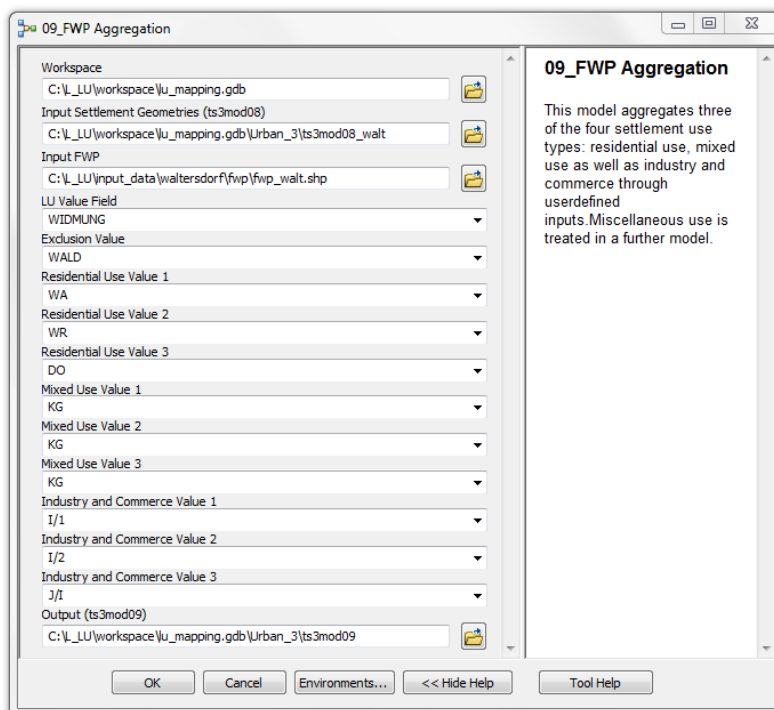 09_FWP Aggregation
Workspace
C:\L_LU\workspace\lu_mapping.gdb
Input Settlement Geometries (ts3mod08)
C:\L_LU\workspace\lu_mapping.gdb\Urban_3\ts3mod08_walt
Input FWP
C:\L_LU\input_data\waltersdorf\fwp\fwp_walt.shp
LU Value Field
WIDMUNG
Exclusion Value
WALD
Residential Use Value 1
WA
Residential Use Value 2
WR
Residential Use Value 3
DO
Mixed Use Value 1
KG
Mixed Use Value 2
KG
Mixed Use Value 3
KG
Industry and Commerce Value 1
I/1
Industry and Commerce Value 2
I/2
Industry and Commerce Value 3
J/I
Output (ts3mod09)
C:\L_LU\workspace\lu_mapping.gdb\Urban_3\ts3mod09
09_FWP Aggregation
This model aggregates three
of the four settlement use
types: residential use, mixed
use as well as industry and
commerce through
userdefined
inputs.Miscellaneous use is
treated in a further model.
OK
Cancel
Environments...
<< Hide Help
Tool Help